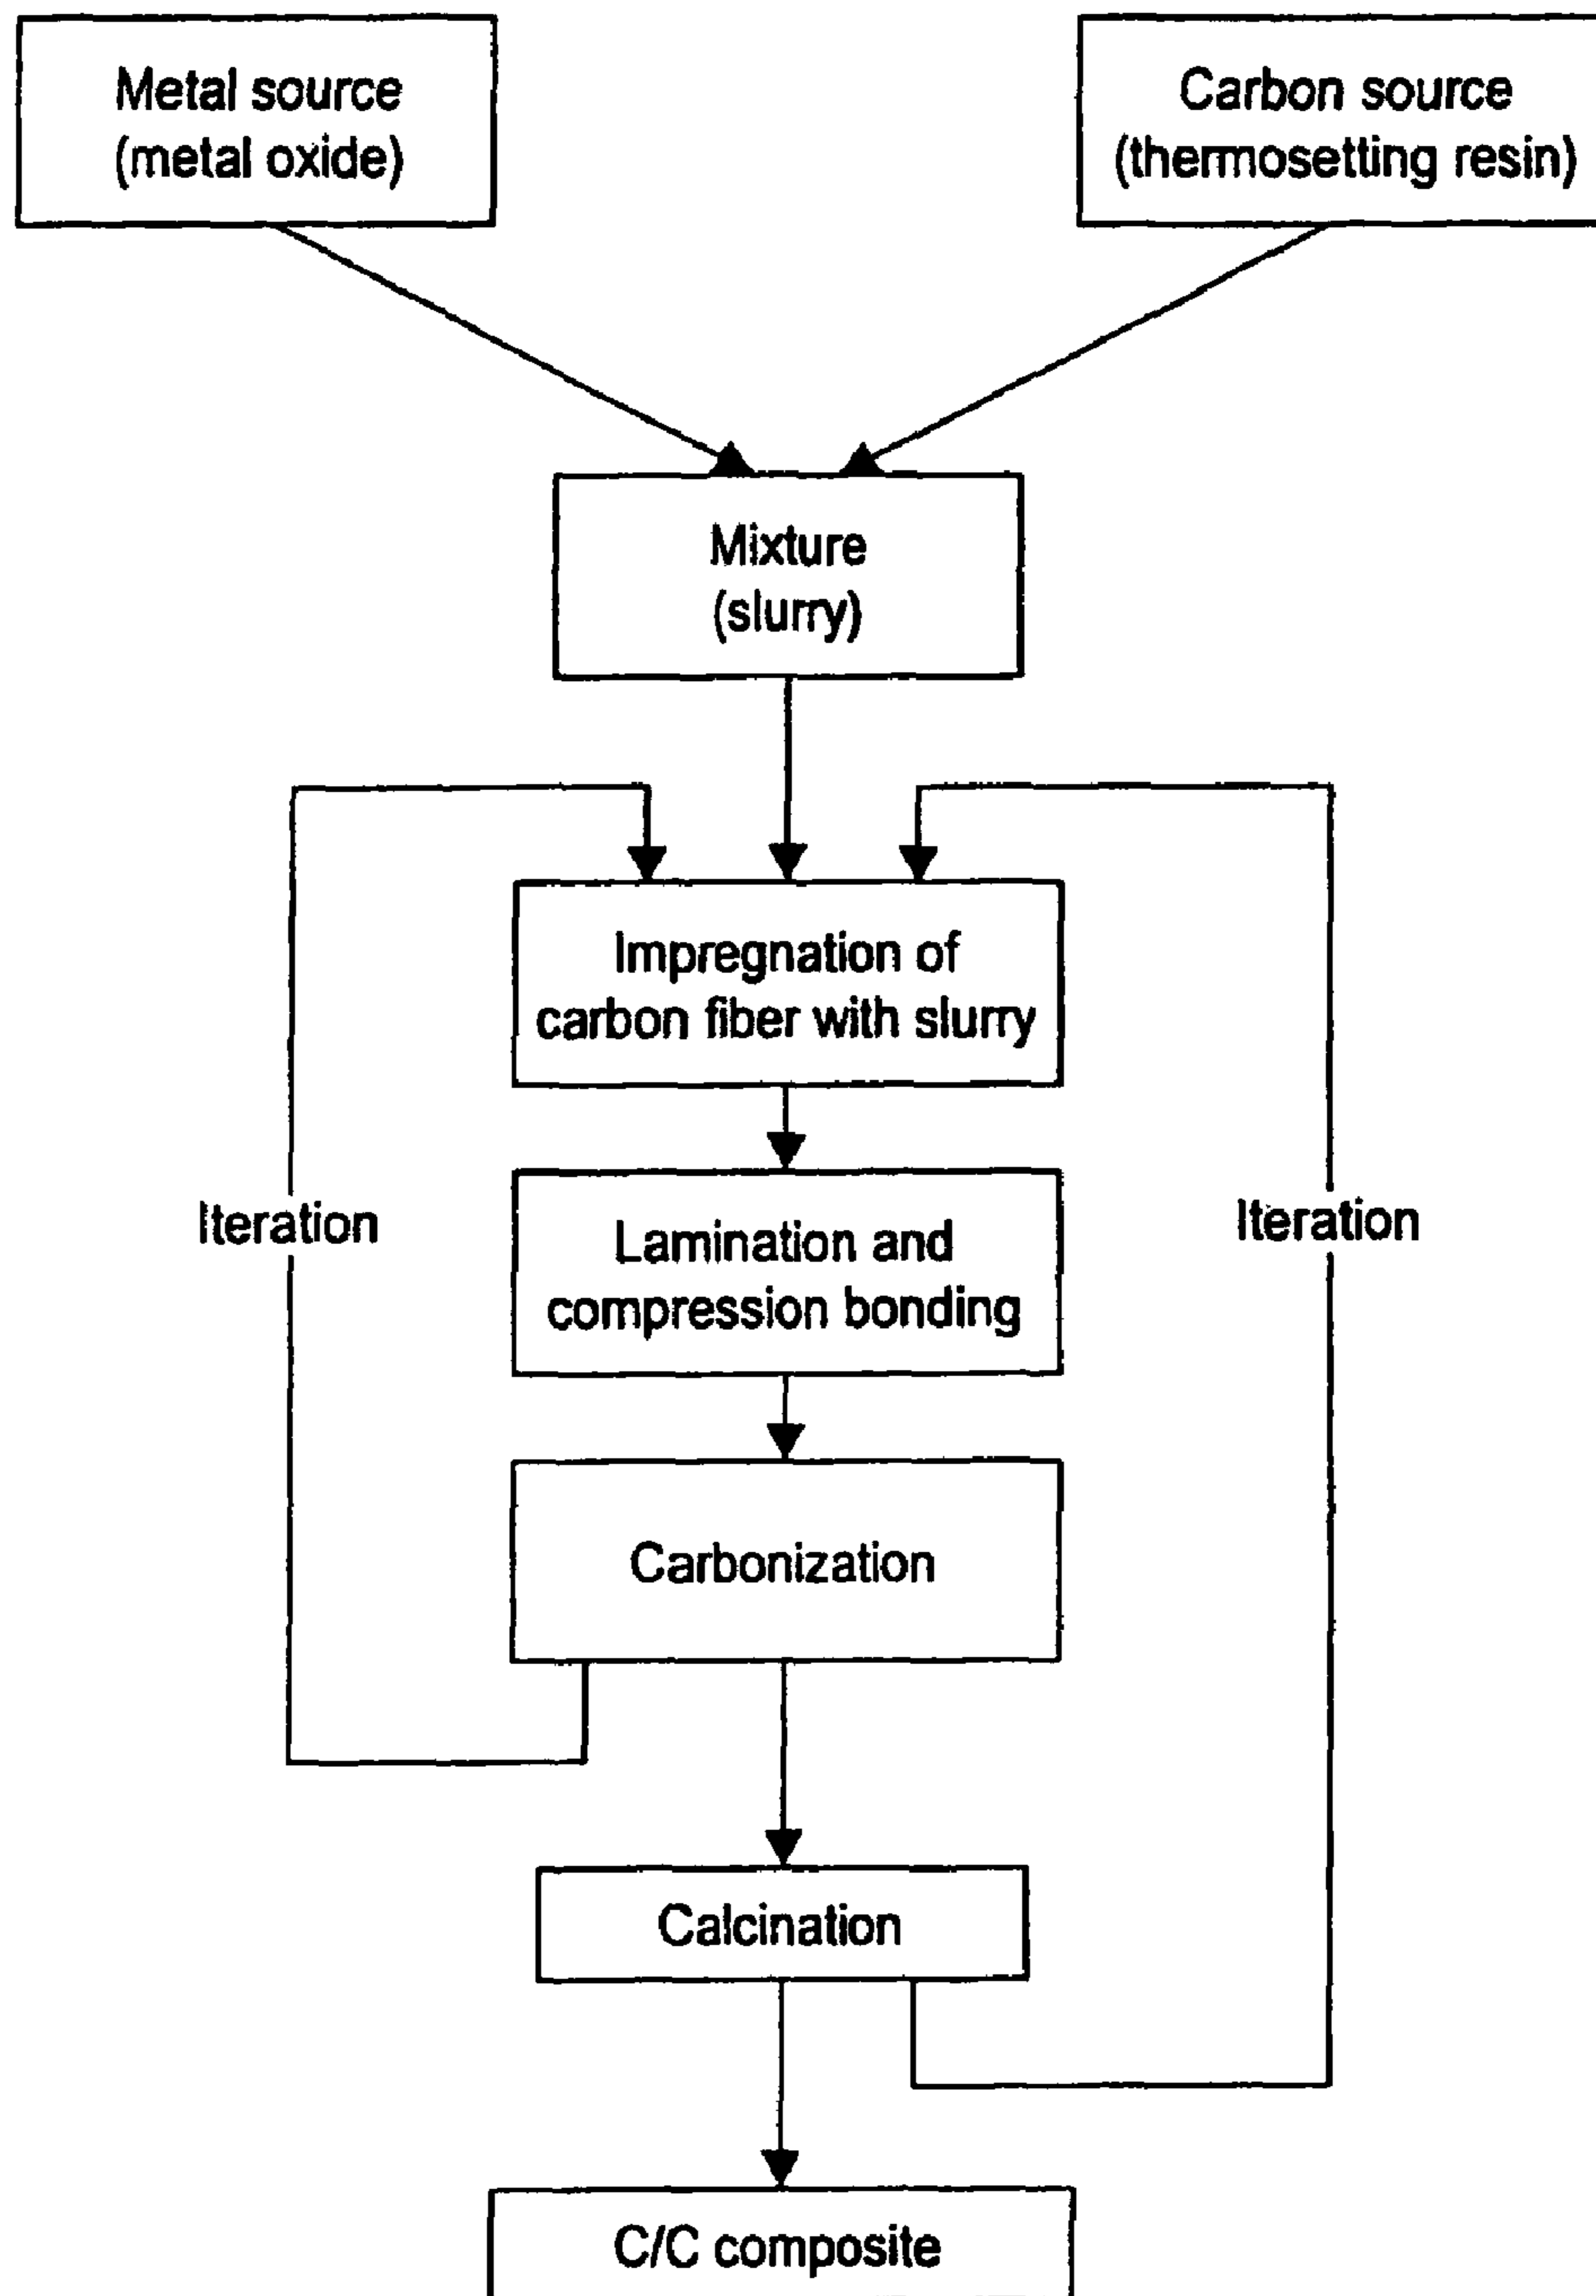 Metal source
(metal oxide)
Carbon source
(thermosetting resin)
Mixture
(slurry)
Impregnation of
carbon fiber with slurry
Iteration
Iteration
Lamination and
compression bonding
Carbonization
Calcination
C/C composite